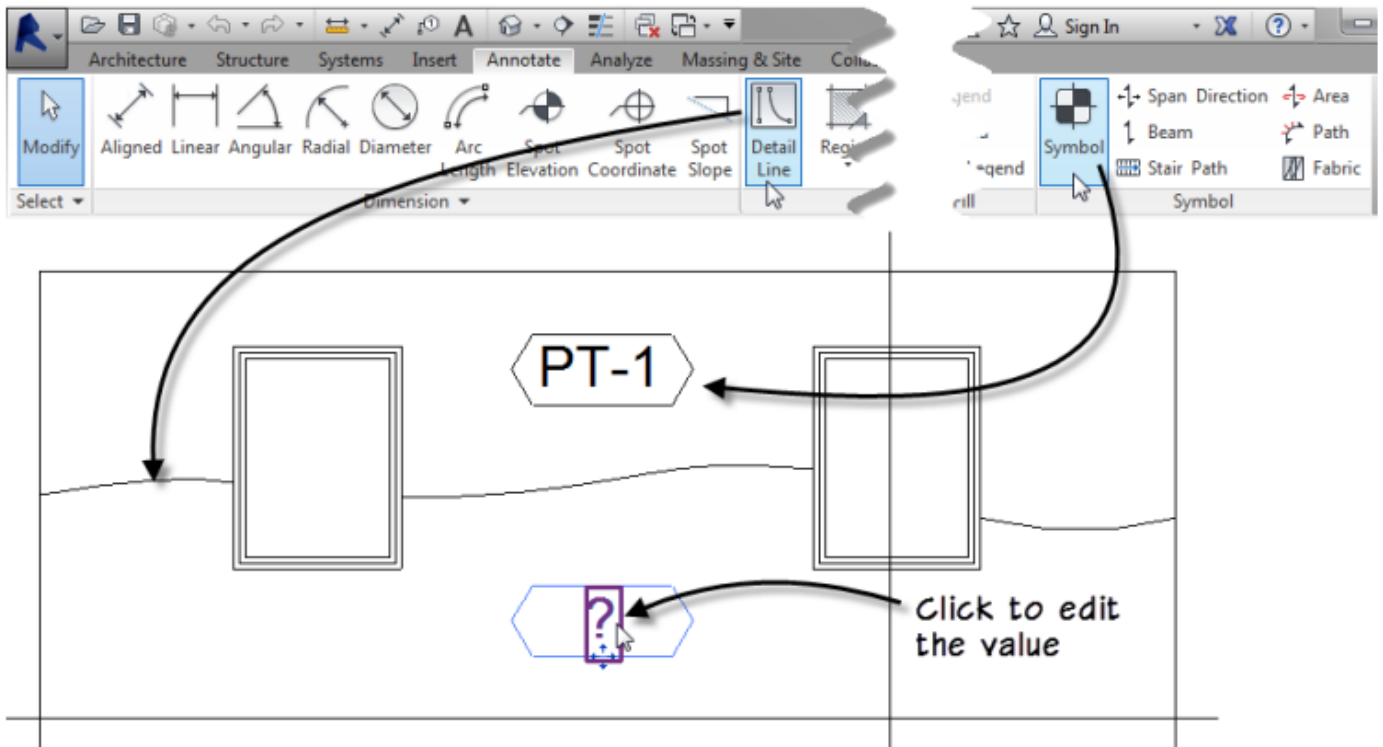 Sign In
Architecture Structure Systems Insert Annotate Analyze Massing & Site
Modify Aligned Linear Angular Radial Diameter Arc Length Spot Elevation Spot Coordinate Spot Slope Detail Line
Symbol Span Direction Area
Beam Path
Stair Path Fabric
Select Dimension Symbol
PT-1
?
Click to edit
the value